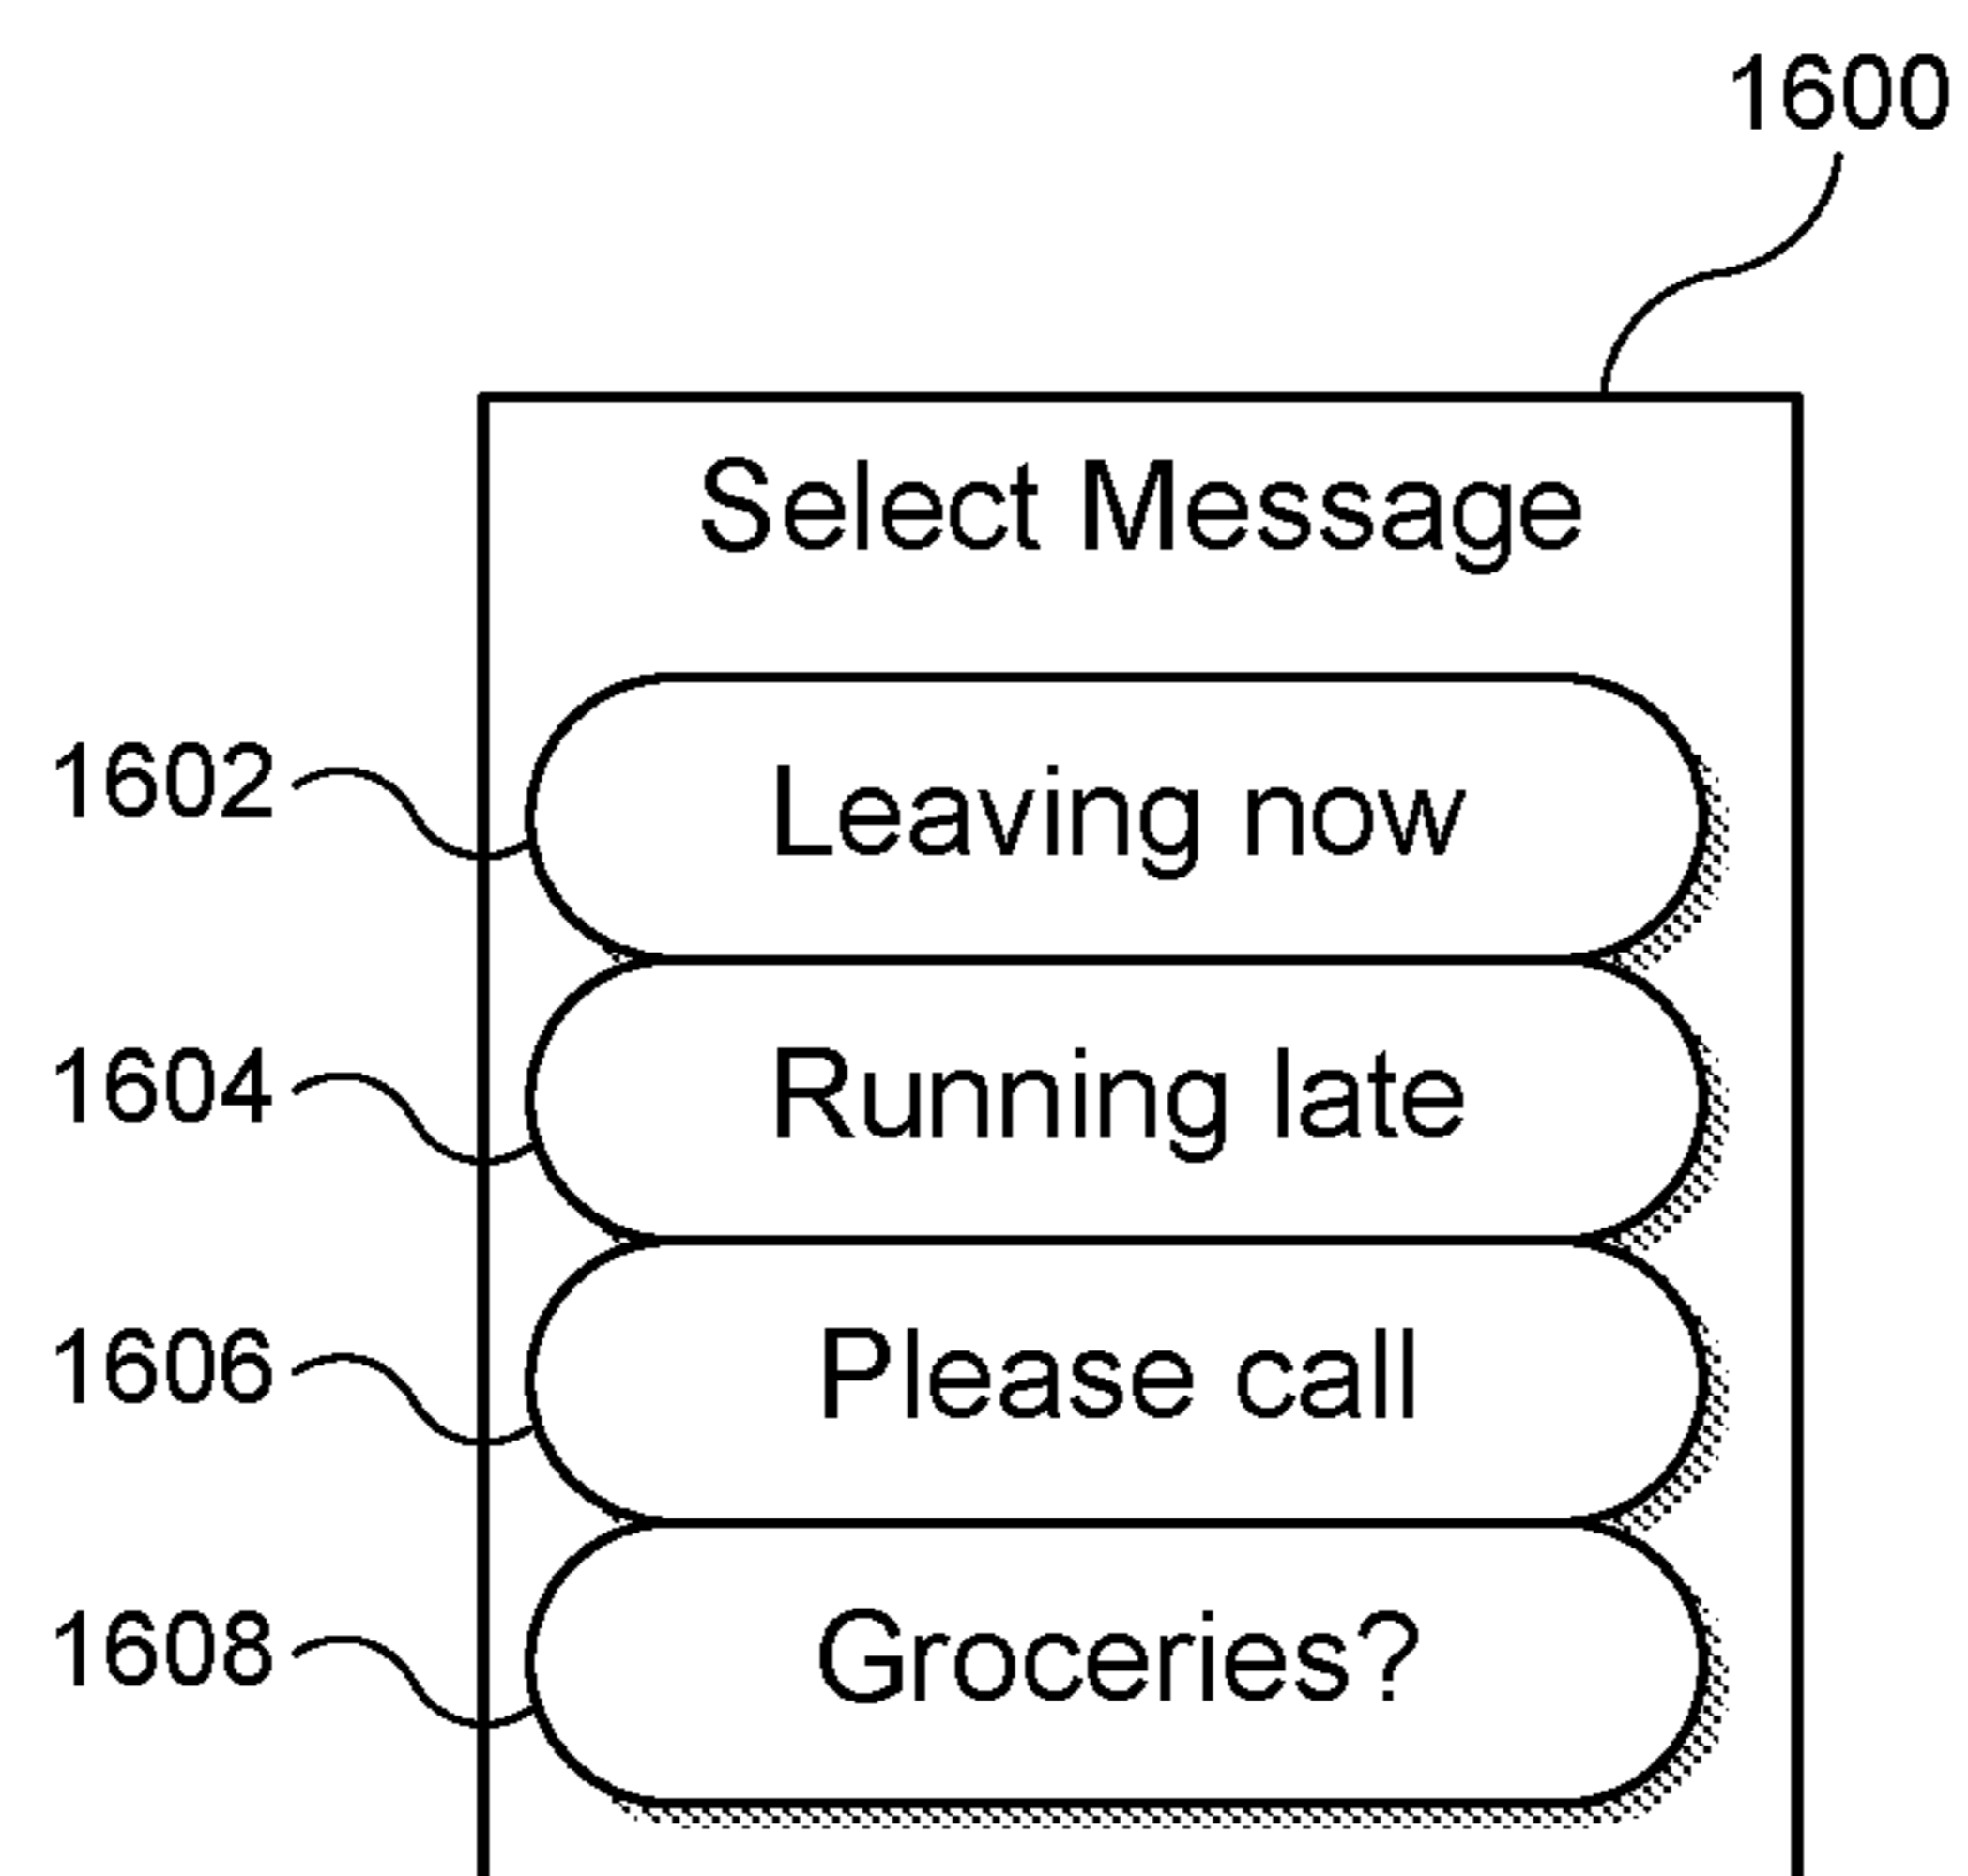 1600
Select Message
1602 Leaving now
1604 Running late
1606 Please call
1608 Groceries?